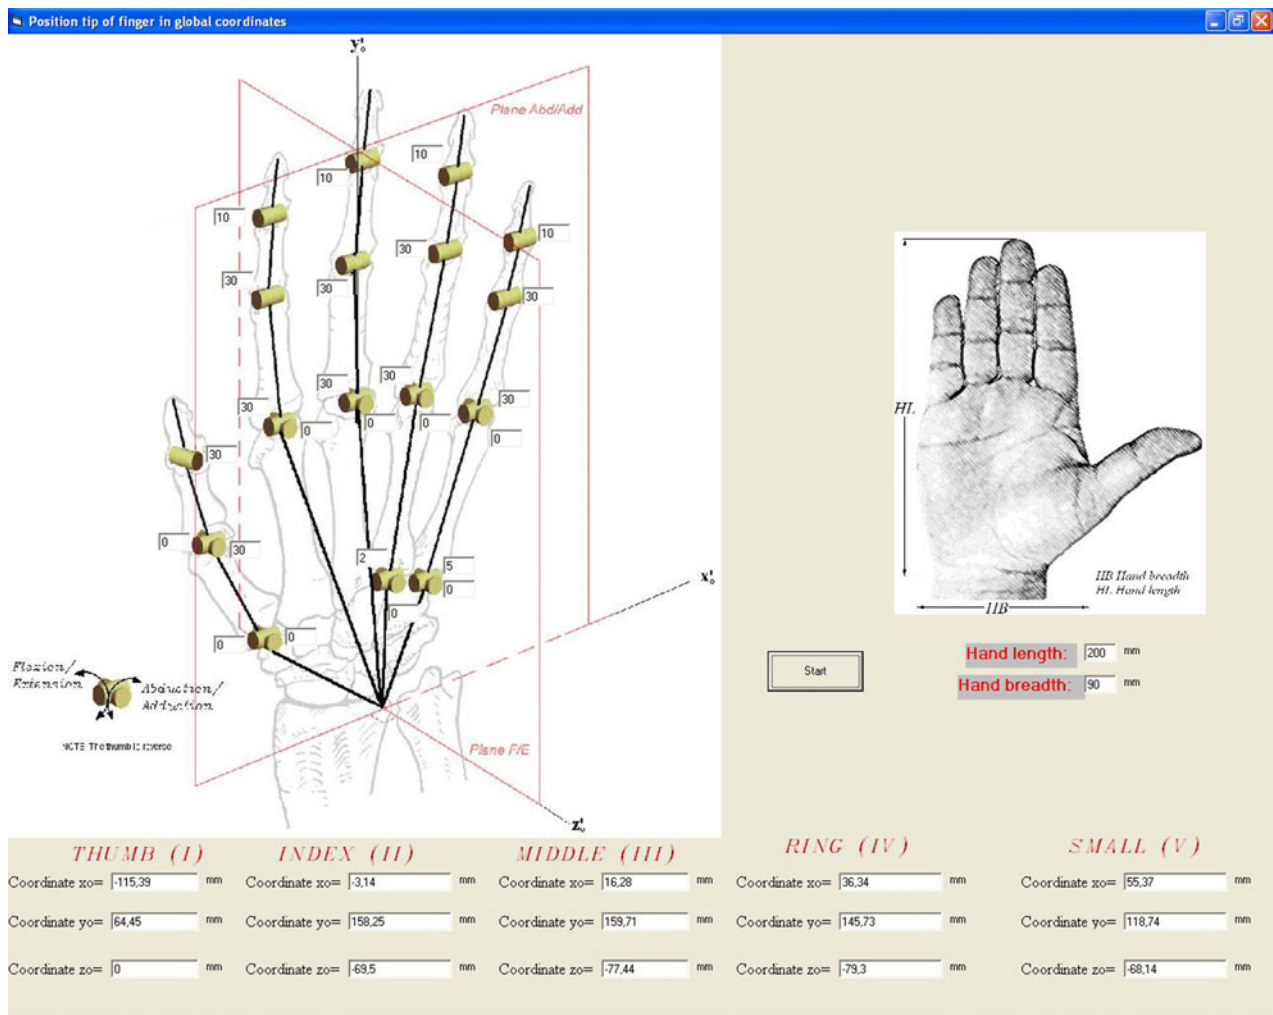 Position tip of finger in global coordinates
y'o
Plane Abd/Add
10
10
10
10
30
30
30
30
30
30
30
30
0
0
0
0
30
0
30
2
5
0
0
0
0
x'o
Flexion/
Extension
Abduction/
Adduction
NOTE The thumb is reverse
Plane F/E
z'o
HL
HB Hand breadth
HL Hand length
HB
Hand length: 200 mm
Hand breadth: 90 mm
Start
THUMB (I) INDEX (II) MIDDLE (III) RING (IV) SMALL (V)
Coordinate xo= -115,39 mm Coordinate xo= -3,14 mm Coordinate xo= 16,28 mm Coordinate xo= 36,34 mm Coordinate xo= 55,37 mm
Coordinate yo= 64,45 mm Coordinate yo= 158,25 mm Coordinate yo= 159,71 mm Coordinate yo= 145,73 mm Coordinate yo= 118,74 mm
Coordinate zo= 0 mm Coordinate zo= -69,5 mm Coordinate zo= -77,44 mm Coordinate zo= -79,3 mm Coordinate zo= -68,14 mm